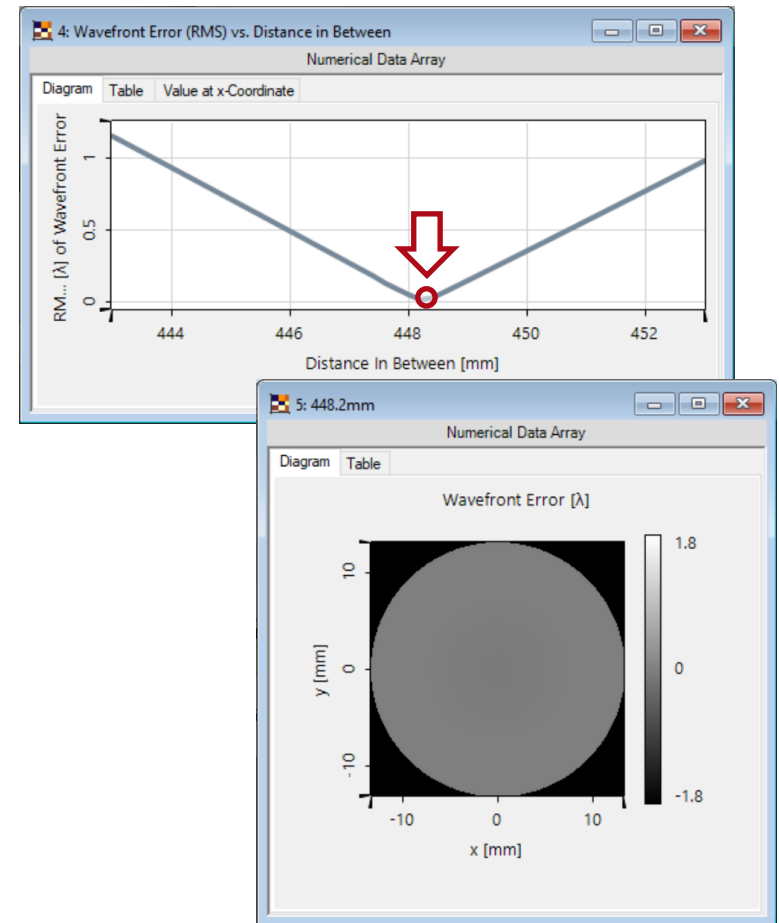 4: Wavefront Error (RMS) vs. Distance in Between
Numerical Data Array
Diagram Table Value at x-Coordinate
RM... [λ] of Wavefront Error
1
0.5
0
444 446 448 450 452
Distance In Between [mm]
5: 448.2mm
Numerical Data Array
Diagram Table
Wavefront Error [λ]
y [mm]
10
0
-10
-10 0 10
x [mm]
1.8
0
-1.8